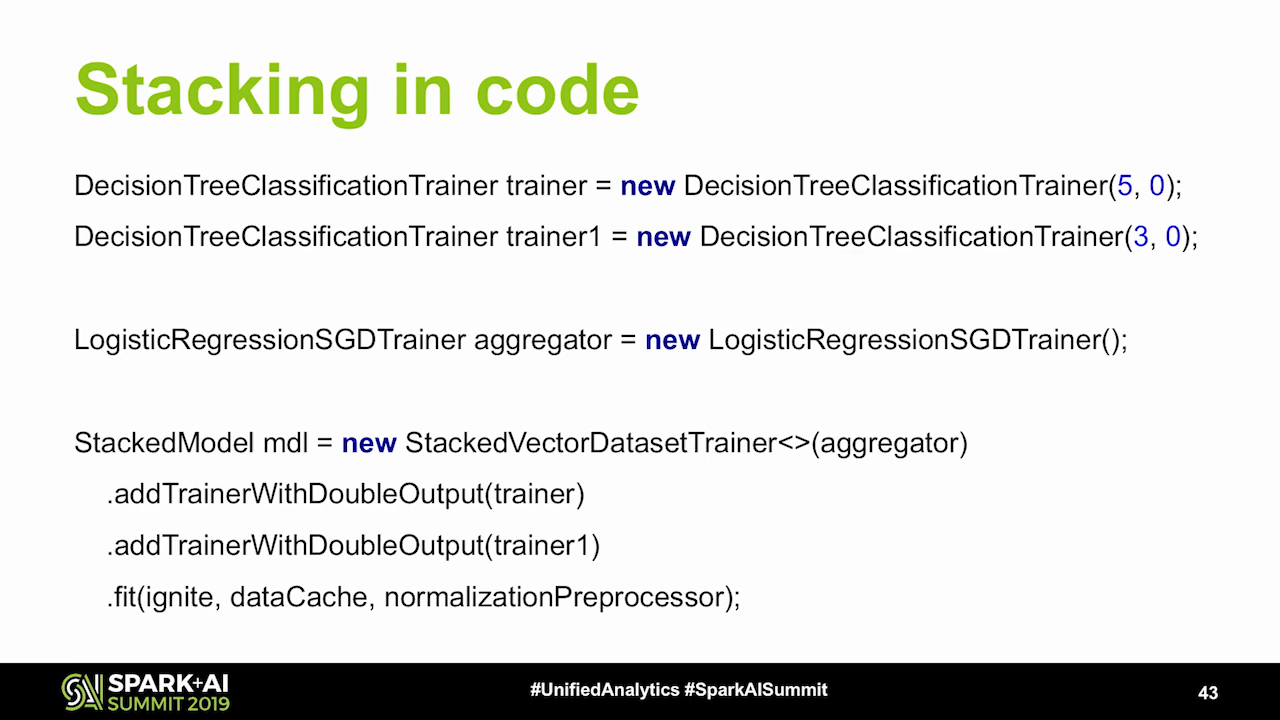 Stacking in code
DecisionTreeClassificationTrainer trainer = new DecisionTreeClassificationTrainer(5, 0);
DecisionTreeClassificationTrainer trainer1 = new DecisionTreeClassificationTrainer(3, 0);
LogisticRegressionSGDTrainer aggregator = new LogisticRegressionSGDTrainer();
StackedModel mdl = new StackedVectorDatasetTrainer<>(aggregator)
.addTrainerWithDoubleOutput(trainer)
.addTrainerWithDoubleOutput(trainer1)
.fit(ignite, dataCache, normalizationPreprocessor);
SPARK+AI
SUMMIT 2019
#UnifiedAnalytics #SparkAISummit
43